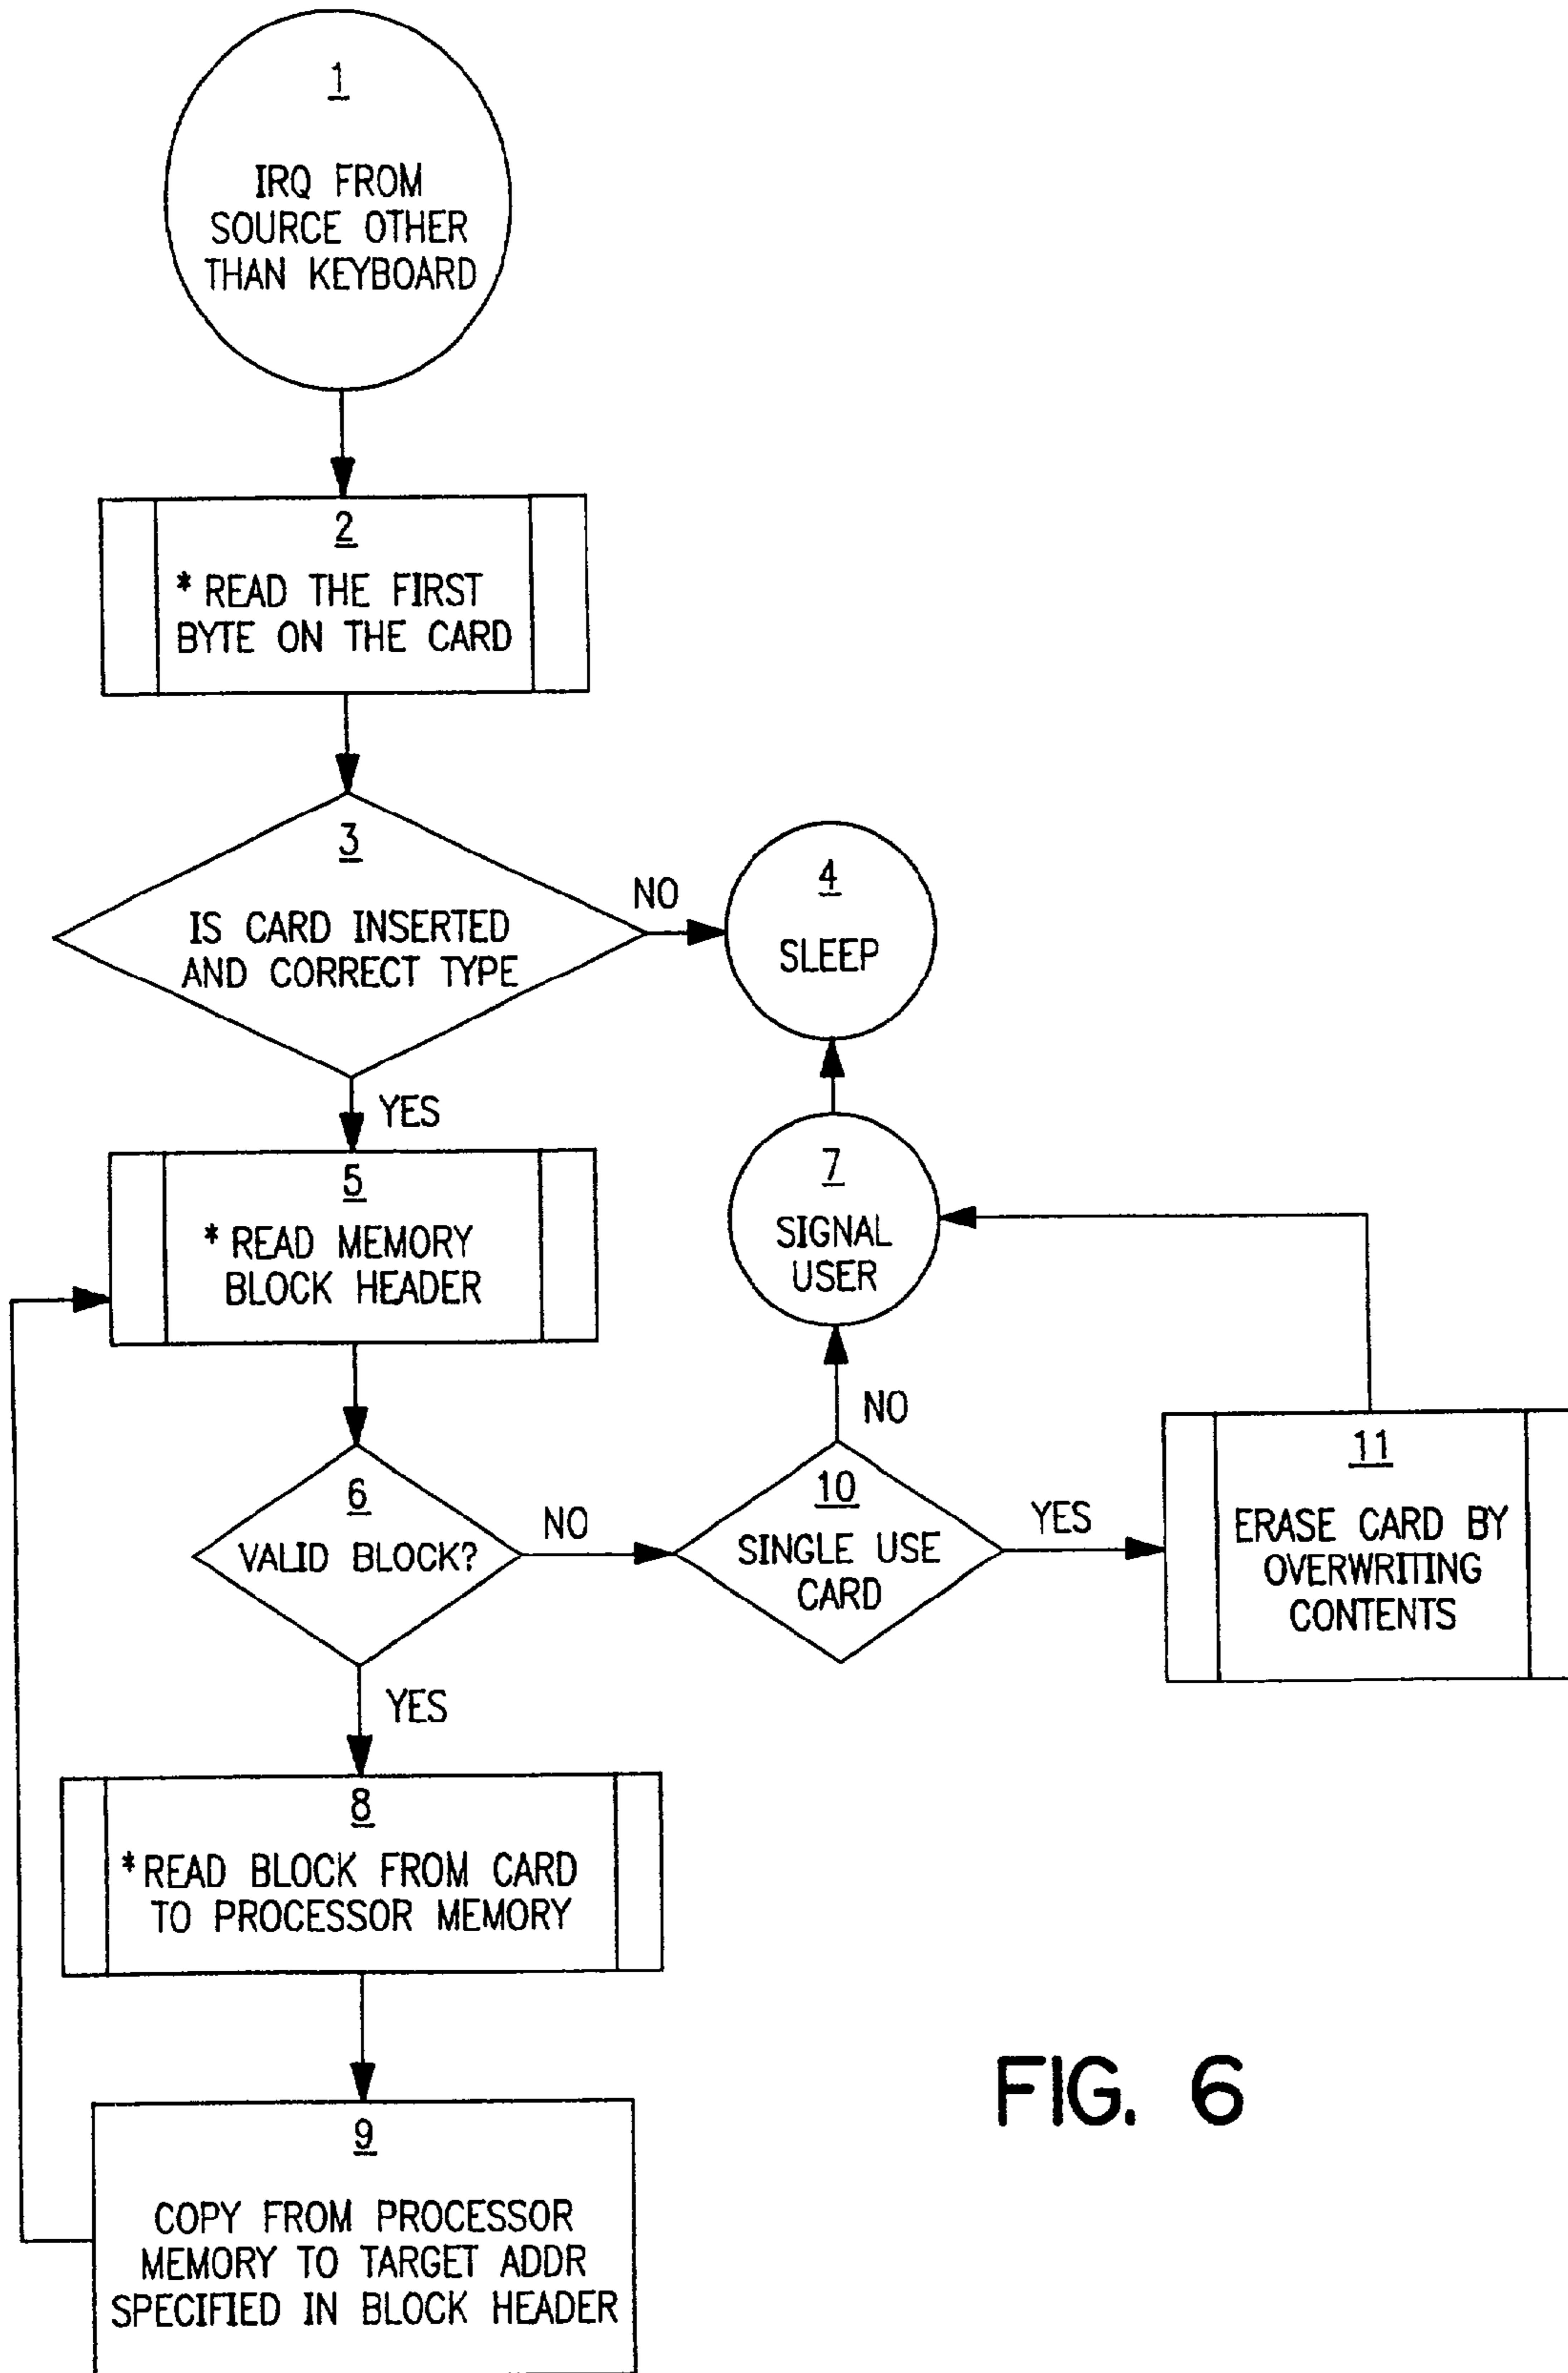 1
IRQ FROM
SOURCE OTHER
THAN KEYBOARD
2
* READ THE FIRST
BYTE ON THE CARD
3
IS CARD INSERTED
AND CORRECT TYPE
NO
4
SLEEP
YES
5
* READ MEMORY
BLOCK HEADER
7
SIGNAL
USER
NO
6
VALID BLOCK?
NO
10
SINGLE USE
CARD
YES
11
ERASE CARD BY
OVERWRITING
CONTENTS
YES
8
* READ BLOCK FROM CARD
TO PROCESSOR MEMORY
9
COPY FROM PROCESSOR
MEMORY TO TARGET ADDR
SPECIFIED IN BLOCK HEADER
FIG. 6